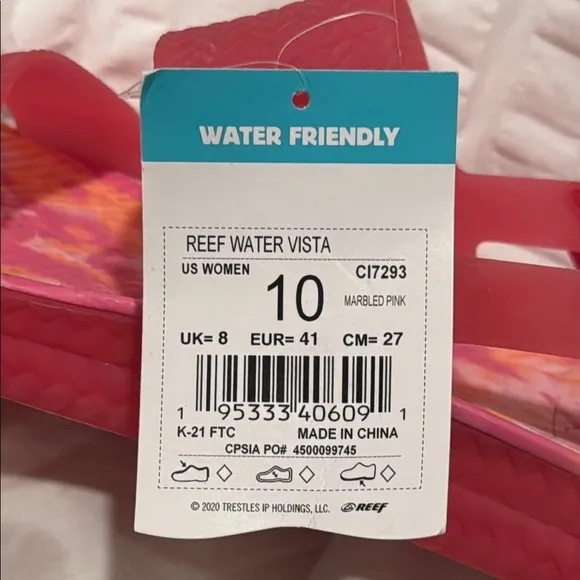 WATER FRIENDLY
REEF WATER VISTA
US WOMEN 10 CI7293
MARBLED PINK
UK= 8 EUR= 41 CM= 27
1 95333 40609 1
K-21 FTC MADE IN CHINA
CPSIA PO# 4500099745
© 2020 TRESTLES IP HOLDINGS, LLC. REEF